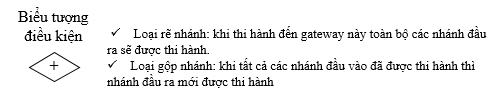 Biểu tượng
điều kiện
+
✓ Loại rẽ nhánh: khi thi hành đến gateway này toàn bộ các nhánh đầu
ra sẽ được thi hành.
✓ Loại gộp nhánh: khi tất cả các nhánh đầu vào đã được thi hành thì
nhánh đầu ra mới được thi hành